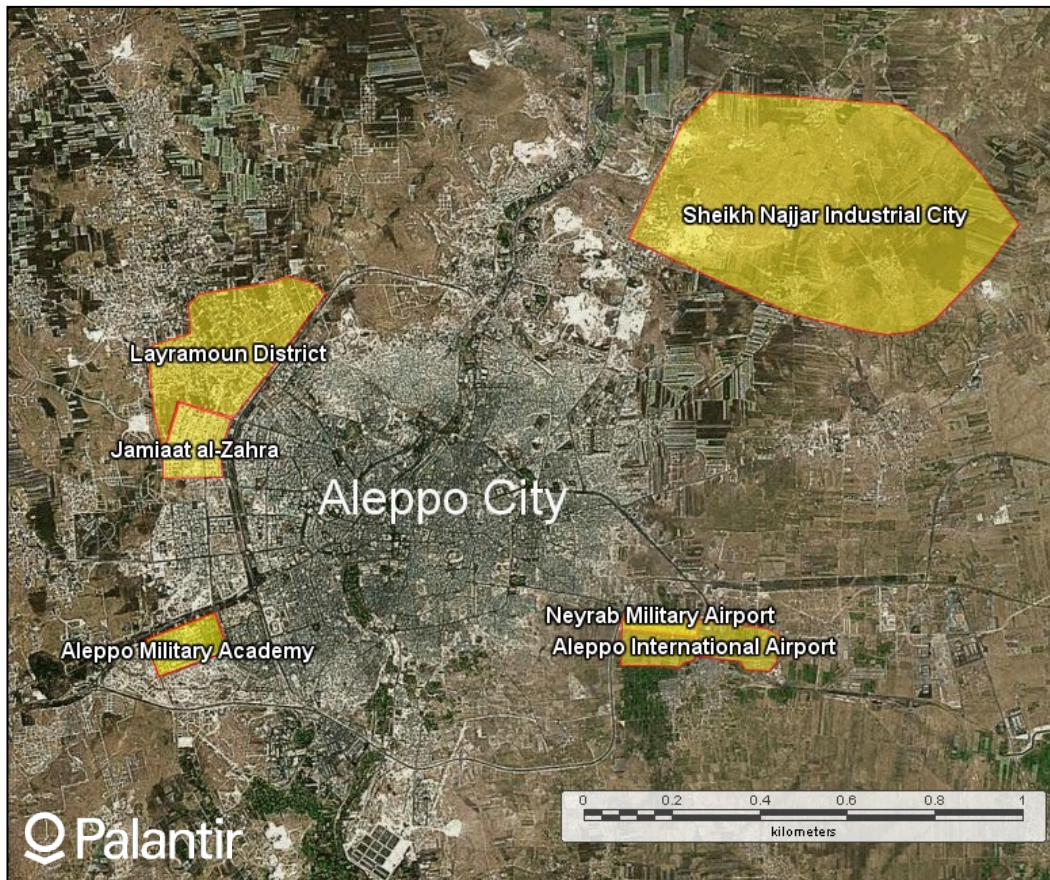 Sheikh Najjar Industrial City
Layramoun District
Jamiaat al-Zahra
Aleppo City
Neyrab Military Airport
Aleppo International Airport
Aleppo Military Academy
0 0.2 0.4 0.6 0.8 1
kilometers
Palantir